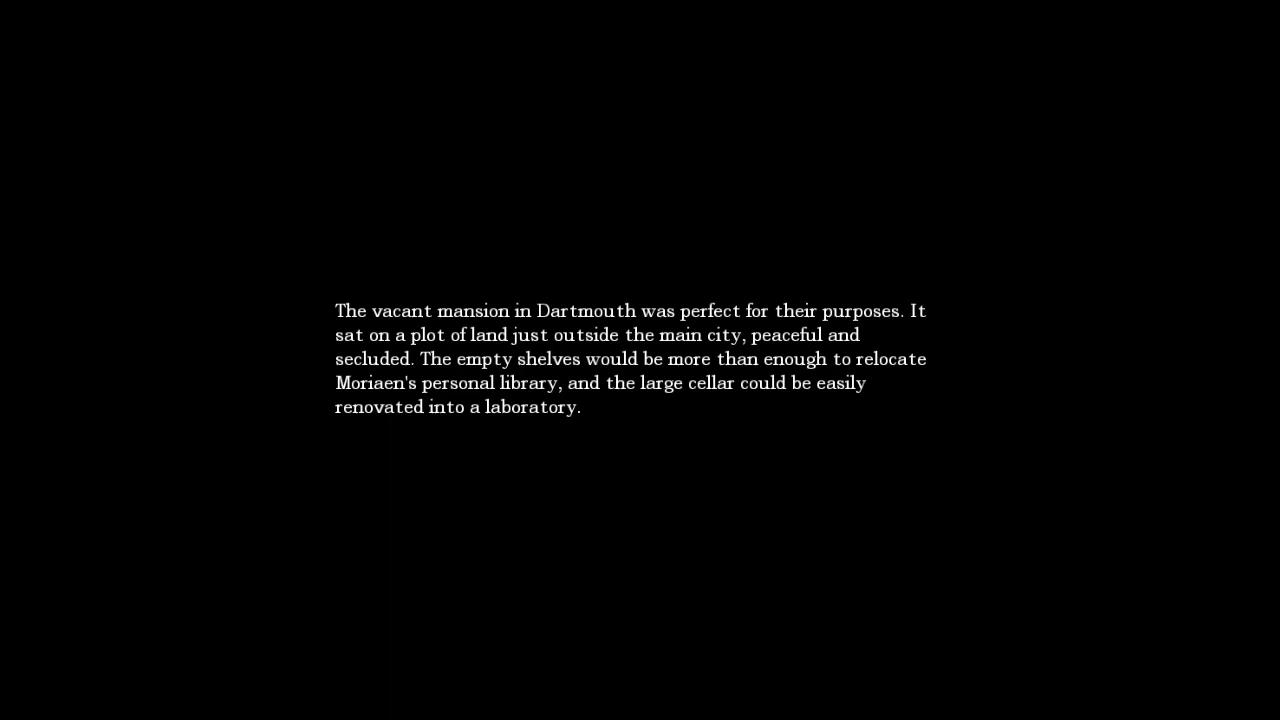 The vacant mansion in Dartmouth was perfect for their purposes. It
sat on a plot of land just outside the main city, peaceful and
secluded. The empty shelves would be more than enough to relocate
Moriaen's personal library, and the large cellar could be easily
renovated into a laboratory.